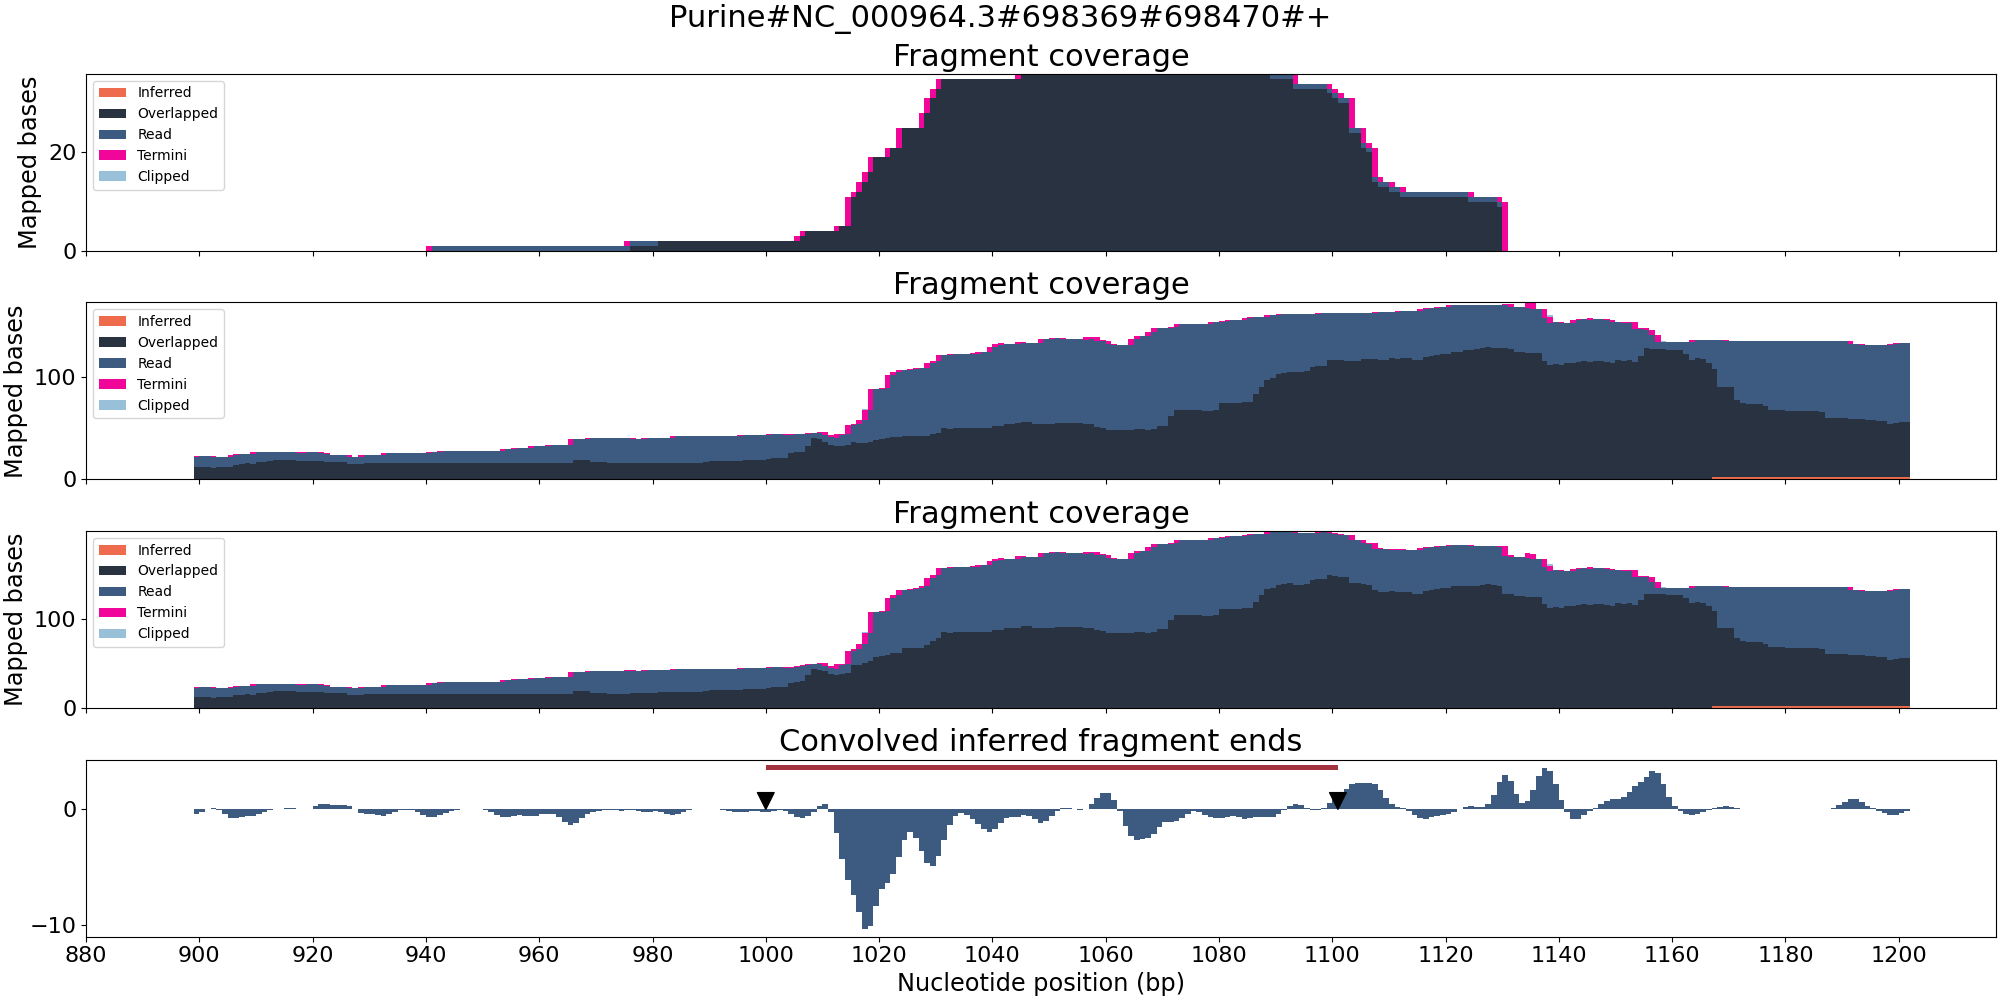 Purine#NC_000964.3#698369#698470#+
Fragment coverage
Mapped bases
20
0
Inferred
Overlapped
Read
Termini
Clipped
Fragment coverage
Mapped bases
100
0
Inferred
Overlapped
Read
Termini
Clipped
Fragment coverage
Mapped bases
100
0
Inferred
Overlapped
Read
Termini
Clipped
Convolved inferred fragment ends
0
−10
880 900 920 940 960 980 1000 1020 1040 1060 1080 1100 1120 1140 1160 1180 1200
Nucleotide position (bp)